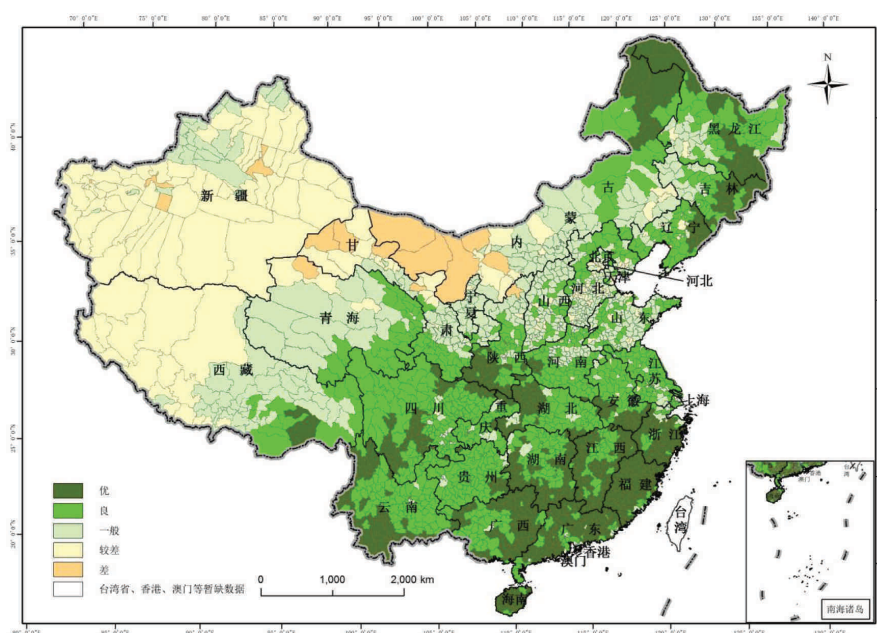 70° 0′0″E 75° 0′0″E 80° 0′0″E 85° 0′0″E 90° 0′0″E 95° 0′0″E 100° 0′0″E 105° 0′0″E 110° 0′0″E 115° 0′0″E 120° 0′0″E 125° 0′0″E 130° 0′0″E 135° 0′0″E 140° 0′0″E
N
黑龙江
新疆
古
吉林
蒙
辽宁
内
甘
北京
天津
河北
宁夏
河北
山西
青海
山东
肃
陕西
河南
江苏
西藏
上海
四川
重庆
湖北
安徽
浙江
江西
湖南
贵州
福建
云南
广西
广东
台湾
香港
澳门
海南
优
良
一般
较差
差
台湾省、香港、澳门等暂缺数据
0 1,000 2,000 km
台湾
香港
澳门
南海诸岛